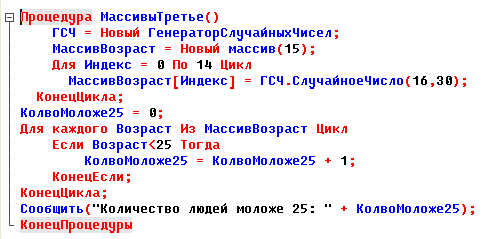 Процедура МассивыТретье()
ГСЧ = Новый ГенераторСлучайныхЧисел;
МассивВозраст = Новый массив(15);
Для Индекс = 0 По 14 Цикл
МассивВозраст[Индекс] = ГСЧ.СлучайноеЧисло(16,30);
КонецЦикла;
КолвоМоложе25 = 0;
Для каждого Возраст Из МассивВозраст Цикл
Если Возраст<25 Тогда
КолвоМоложе25 = КолвоМоложе25 + 1;
КонецЕсли;
КонецЦикла;
Сообщить("Количество людей моложе 25: " + КолвоМоложе25);
КонецПроцедуры